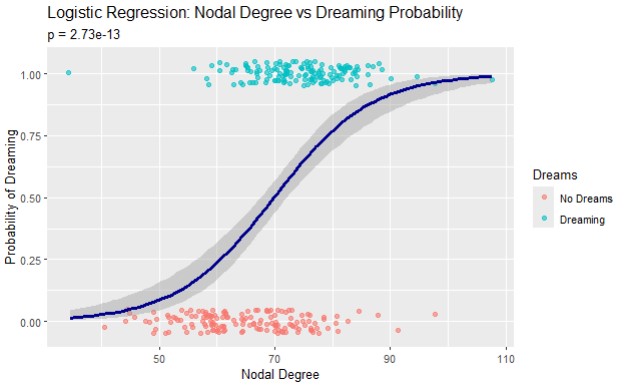 Logistic Regression: Nodal Degree vs Dreaming Probability
p = 2.73e-13
1.00
0.75
0.50
0.25
0.00
Probability of Dreaming
50
70
90
110
Nodal Degree
Dreams
No Dreams
Dreaming